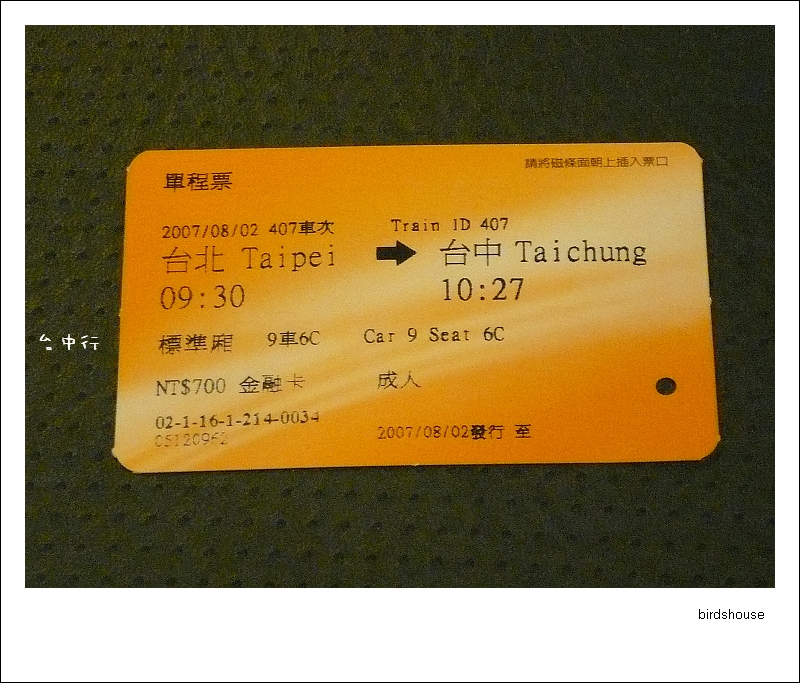 請將磁條面朝上插入票口
單程票
2007/08/02 407車次 Train ID 407
台北 Taipei 台中 Taichung
09:30 10:27
標準廂 9車6C Car 9 Seat 6C
NT$700 金融卡 成人
02-1-16-1-214-0034
05120962
2007/08/02發行 至
台中行
birdshouse